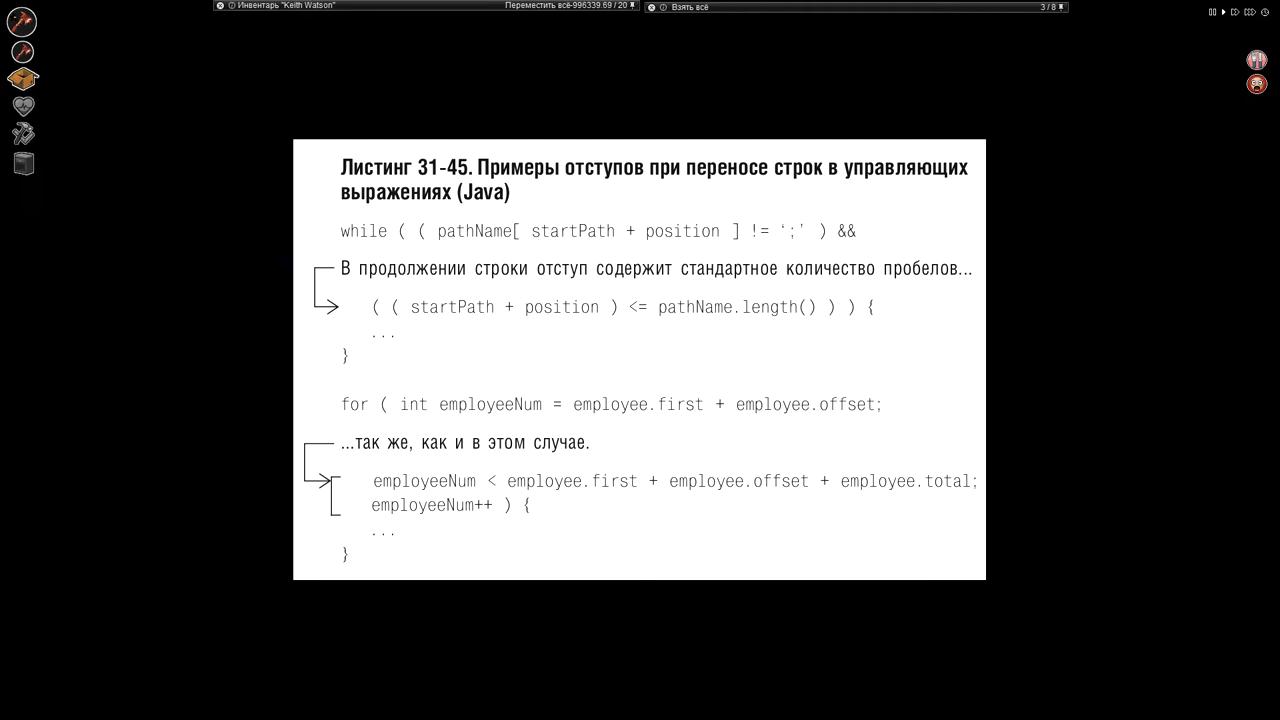 Инвентарь "Keith Watson" Переместить всё-996339.69 / 20
Взять всё 3 / 8
Листинг 31-45. Примеры отступов при переносе строк в управляющих
выражениях (Java)
while ( ( pathName[ startPath + position ] != ‘;’ ) &&
В продолжении строки отступ содержит стандартное количество пробелов...
( ( startPath + position ) <= pathName.length() ) ) {
...
}
for ( int employeeNum = employee.first + employee.offset;
...так же, как и в этом случае.
employeeNum < employee.first + employee.offset + employee.total;
employeeNum++ ) {
...
}